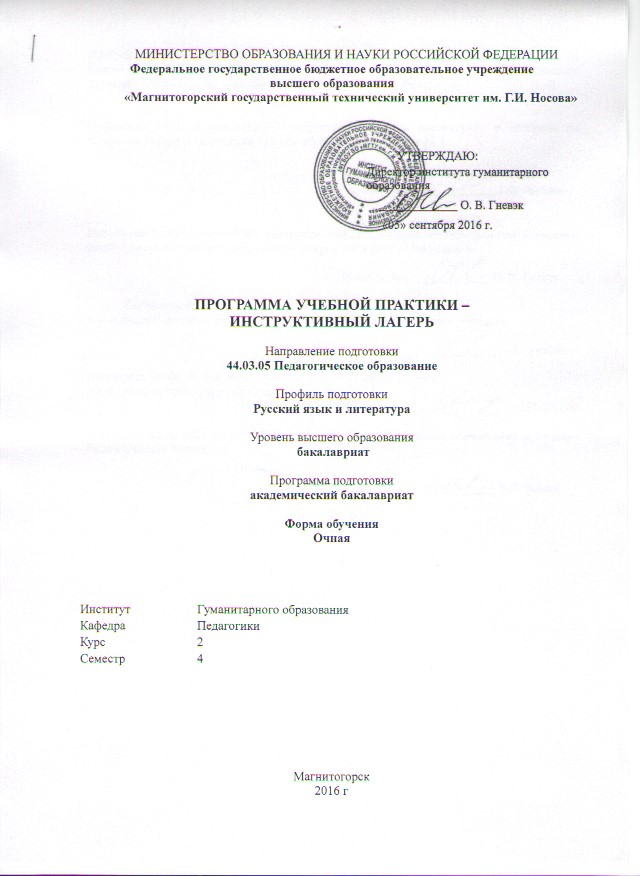 МИНИСТЕРСТВО ОБРАЗОВАНИЯ И НАУКИ РОССИЙСКОЙ ФЕДЕРАЦИИ
Федеральное государственное бюджетное образовательное учреждение
высшего образования
«Магнитогорский государственный технический университет им. Г.И. Носова»
УТВЕРЖДАЮ:
Директор института гуманитарного
образования
О. В. Гневэк
«05» сентября 2016 г.
ИНСТИТУТ
ГУМАНИТАРНОГО
ОБРАЗОВАНИЯ
ПРОГРАММА УЧЕБНОЙ ПРАКТИКИ –
ИНСТРУКТИВНЫЙ ЛАГЕРЬ
Направление подготовки
44.03.05 Педагогическое образование
Профиль подготовки
Русский язык и литература
Уровень высшего образования
бакалавриат
Программа подготовки
академический бакалавриат
Форма обучения
Очная
Институт Гуманитарного образования
Кафедра Педагогики
Курс 2
Семестр 4
Магнитогорск
2016 г